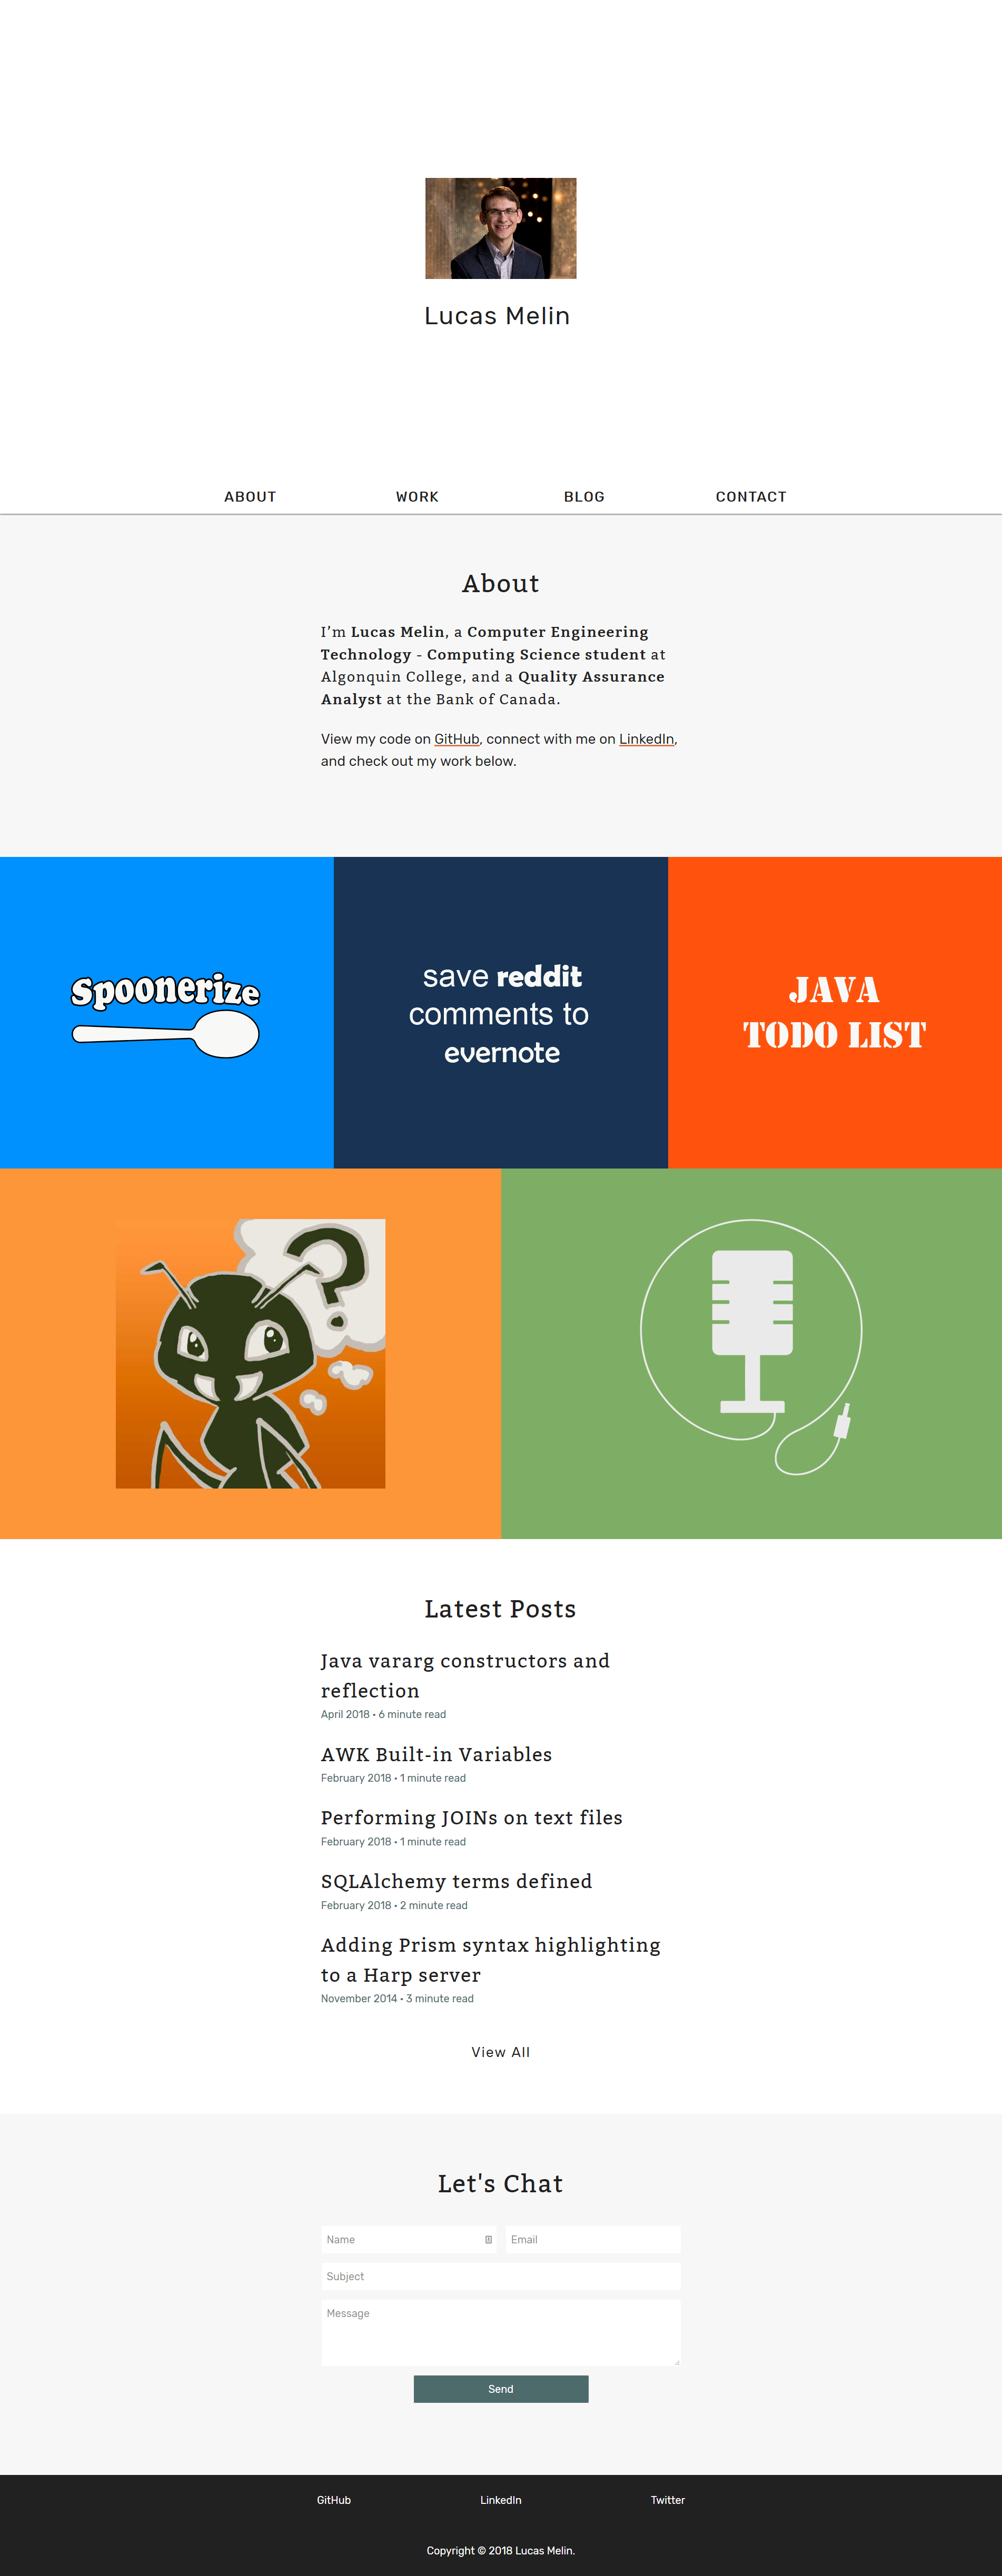 Lucas Melin
ABOUT WORK BLOG CONTACT
About
I’m Lucas Melin, a Computer Engineering
Technology - Computing Science student at
Algonquin College, and a Quality Assurance
Analyst at the Bank of Canada.
View my code on GitHub, connect with me on LinkedIn,
and check out my work below.
Spoonerize
save reddit
comments to
evernote
JAVA
TODO LIST
?
Latest Posts
Java vararg constructors and
reflection
April 2018 • 6 minute read
AWK Built-in Variables
February 2018 • 1 minute read
Performing JOINs on text files
February 2018 • 1 minute read
SQLAlchemy terms defined
February 2018 • 2 minute read
Adding Prism syntax highlighting
to a Harp server
November 2014 • 3 minute read
View All
Let's Chat
Name Email
Subject
Message
Send
GitHub LinkedIn Twitter
Copyright © 2018 Lucas Melin.